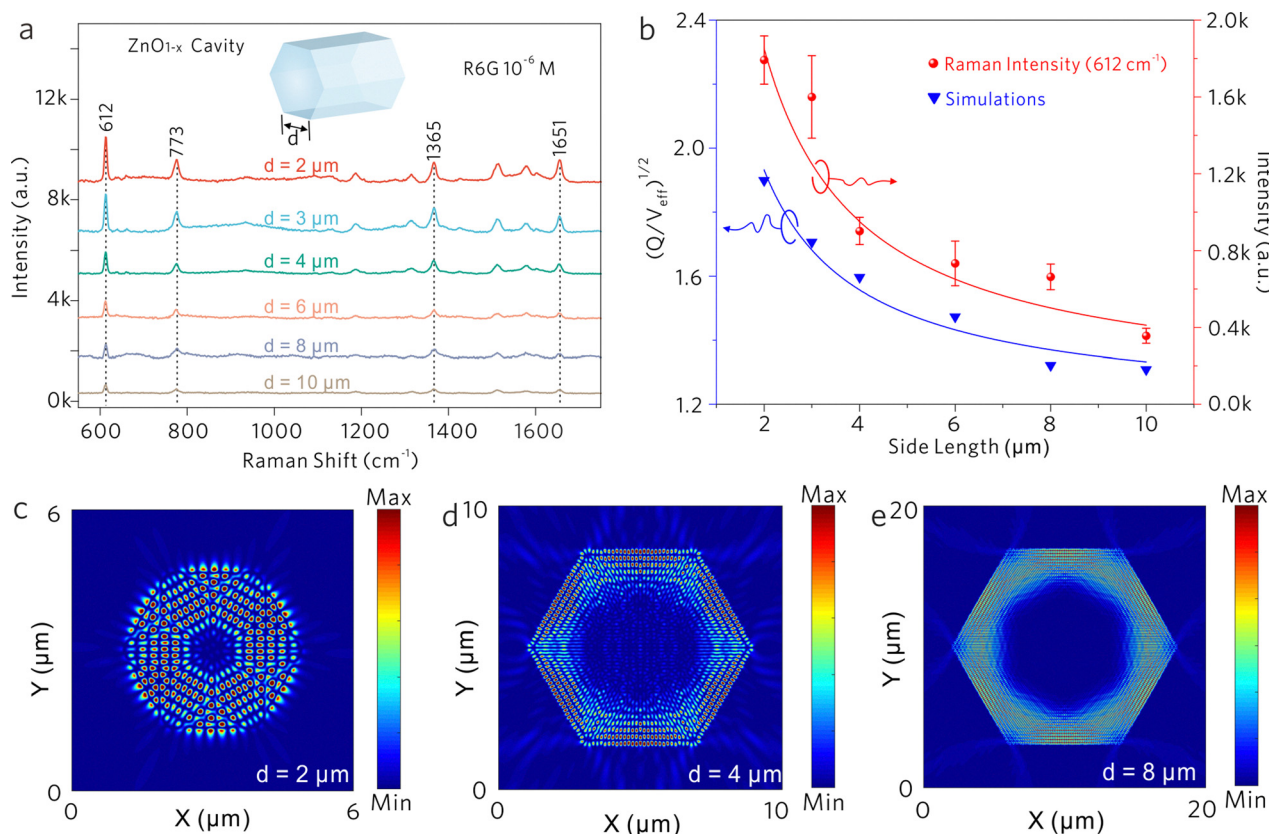 a
ZnO1-x Cavity
R6G 10⁻⁶ M
d
612
773
1365
1651
d = 2 µm
d = 3 µm
d = 4 µm
d = 6 µm
d = 8 µm
d = 10 µm
12k
8k
4k
0k
Intensity (a.u.)
600 800 1000 1200 1400 1600
Raman Shift (cm⁻¹)
b
Raman Intensity (612 cm⁻¹)
Simulations
2.4
2.0
1.6
1.2
(Q/Veff)1/2
2.0k
1.6k
1.2k
0.8k
0.4k
0.0k
Intensity (a.u.)
2 4 6 8 10
Side Length (µm)
c
6
0
Y (µm)
d = 2 µm
0 6
X (µm)
Max
Min
d
10
0
Y (µm)
d = 4 µm
0 10
X (µm)
Max
Min
e
20
0
Y (µm)
d = 8 µm
0 20
X (µm)
Max
Min